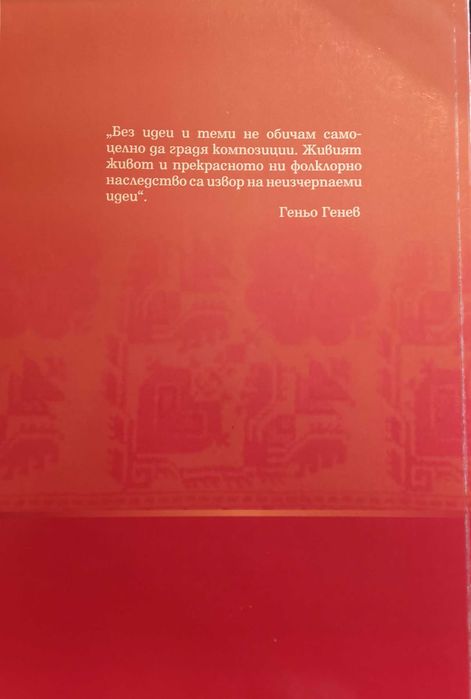 „Без идеи и теми не обичам само-
целно да градя композиции. Живият
живот и прекрасното ни фолклорно
наследство са извор на неизчерпаеми
идеи“.
Геньо Генев